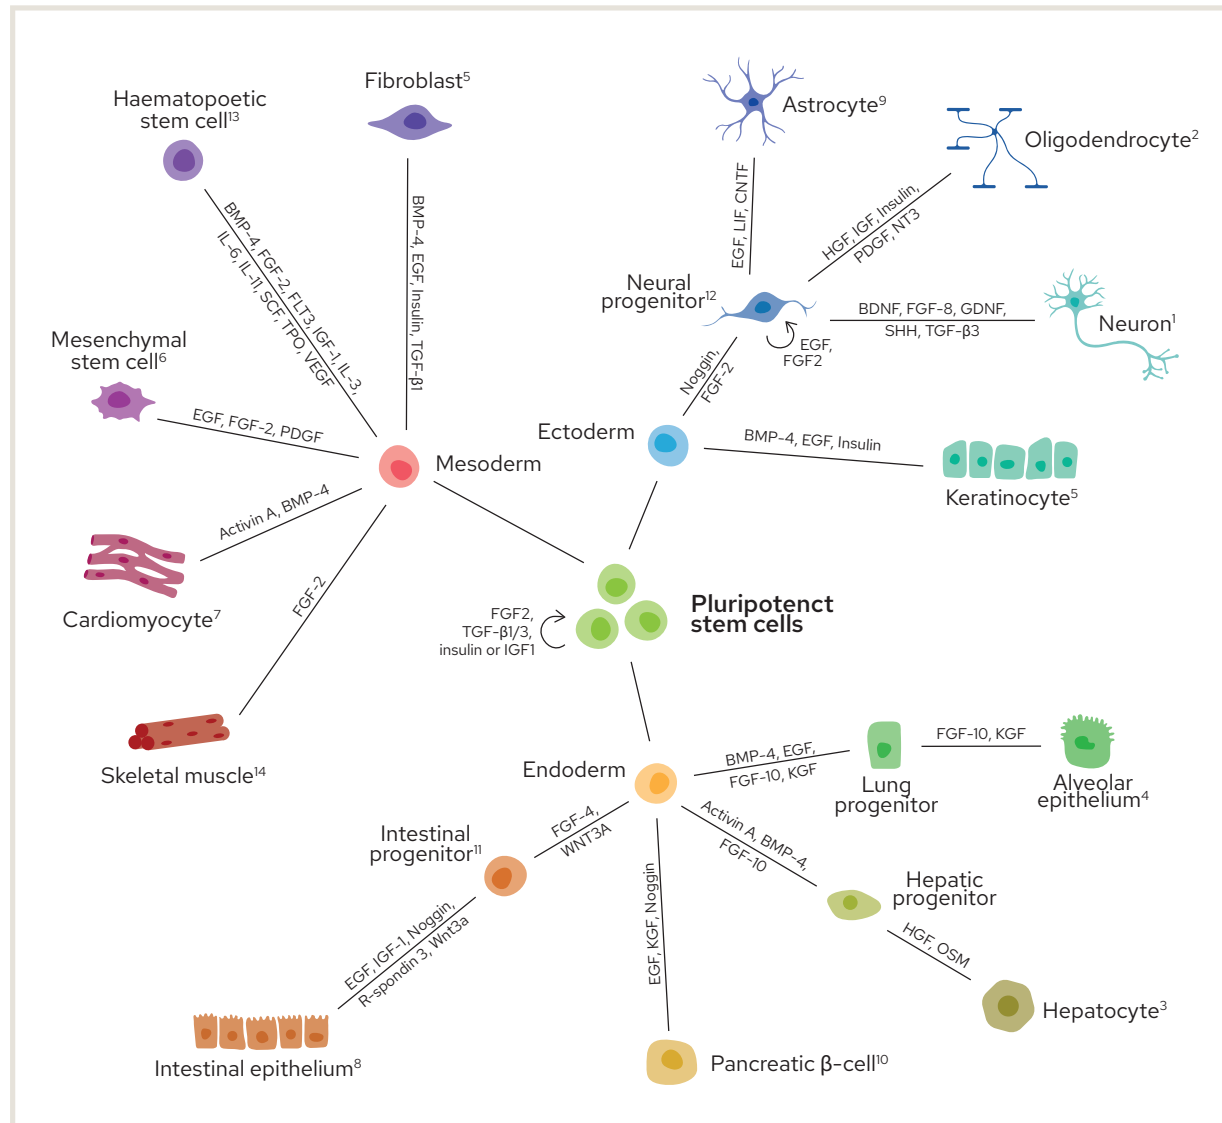 Fibroblast⁵
Haematopoetic
stem cell¹³
Astrocyte⁹
Oligodendrocyte²
BMP-4, FGF-2, FLT3, IGF-1, IL-3,
IL-6, IL-11, SCF, TPO, VEGF
BMP-4, EGF, Insulin, TGF-β1
EGF, LIF, CNTF
HGF, IGF, Insulin,
PDGF, NT3
Neural
progenitor¹²
BDNF, FGF-8, GDNF,
SHH, TGF-β3
Neuron¹
EGF,
FGF2
Noggin,
FGF-2
Mesenchymal
stem cell⁶
EGF, FGF-2, PDGF
Mesoderm
Ectoderm
BMP-4, EGF, Insulin
Keratinocyte⁵
Activin A, BMP-4
Cardiomyocyte⁷
FGF-2
Skeletal muscle¹⁴
FGF2,
TGF-β1/3,
insulin or IGF1
Pluripotenct
stem cells
Endoderm
BMP-4, EGF,
FGF-10, KGF
Lung
progenitor
FGF-10, KGF
Alveolar
epithelium⁴
Activin A, BMP-4,
FGF-10
Hepatic
progenitor
HGF, OSM
Hepatocyte³
FGF-4,
WNT3A
Intestinal
progenitor¹¹
EGF, IGF-1, Noggin,
R-spondin 3, Wnt3a
Intestinal epithelium⁸
EGF, KGF, Noggin
Pancreatic β-cell¹⁰